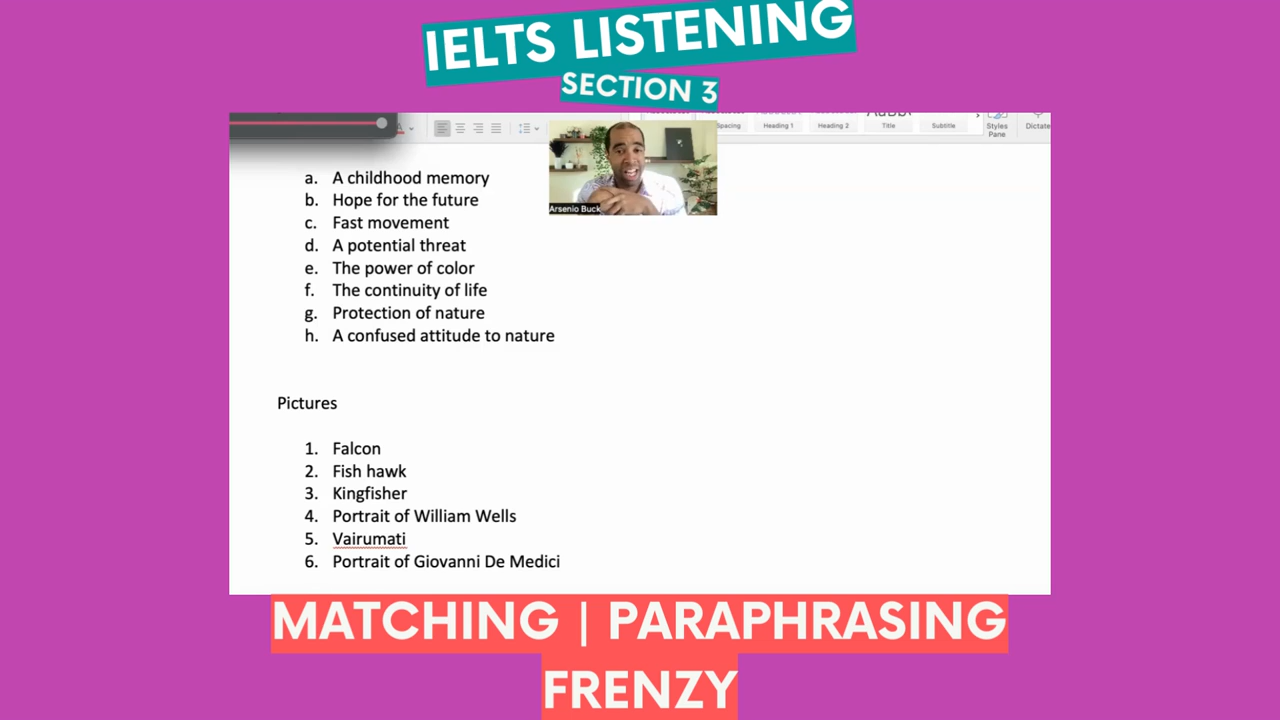 IELTS LISTENING
SECTION 3
Spacing
Heading 1
Heading 2
Title
Subtitle
Styles
Pane
Dictate
Arsenio Buck
a. A childhood memory
b. Hope for the future
c. Fast movement
d. A potential threat
e. The power of color
f. The continuity of life
g. Protection of nature
h. A confused attitude to nature
Pictures
1. Falcon
2. Fish hawk
3. Kingfisher
4. Portrait of William Wells
5. Vairumati
6. Portrait of Giovanni De Medici
MATCHING | PARAPHRASING
FRENZY